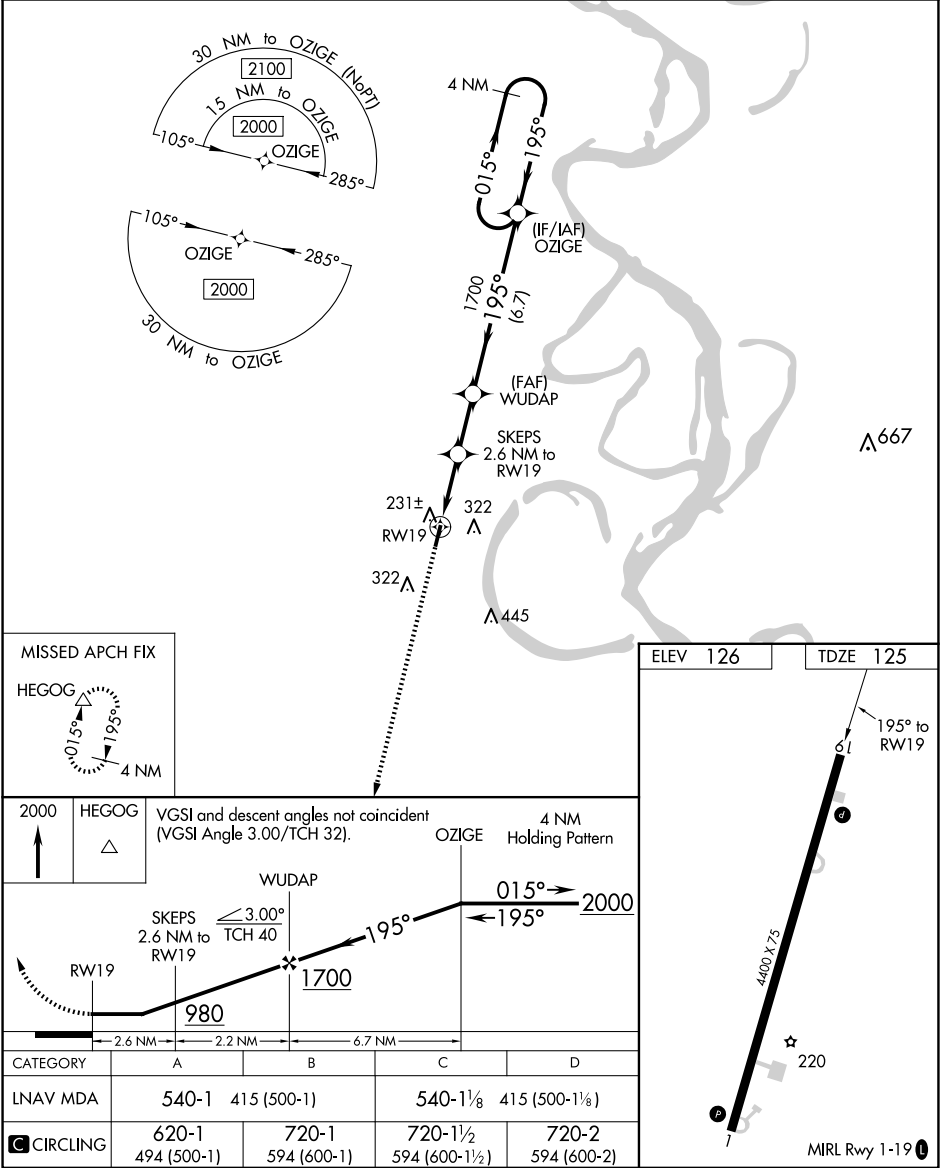 30 NM to OZIGE (NoPT)
2100
15 NM to OZIGE
2000
105°
OZIGE
285°
105°
OZIGE
285°
2000
30 NM to OZIGE
4 NM
015°
195°
(IF/IAF)
OZIGE
1700
195°
(6.7)
(FAF)
WUDAP
SKEPS
2.6 NM to
RW19
667
231±
322
RW19
322
445
MISSED APCH FIX
HEGOG
015°
195°
4 NM
ELEV 126
TDZE 125
195° to
RW19
19
P
4400 X 75
220
P
1
MIRL Rwy 1-19 L
2000
HEGOG
VGSI and descent angles not coincident
(VGSI Angle 3.00/TCH 32).
OZIGE
4 NM
Holding Pattern
WUDAP
015°
195°
2000
SKEPS
2.6 NM to
RW19
3.00°
TCH 40
195°
RW19
1700
980
2.6 NM
2.2 NM
6.7 NM
CATEGORY A B C D
LNAV MDA 540-1 415 (500-1) 540-1⅛ 415 (500-1⅛)
C CIRCLING 620-1 720-1 720-1½ 720-2
494 (500-1) 594 (600-1) 594 (600-1½) 594 (600-2)